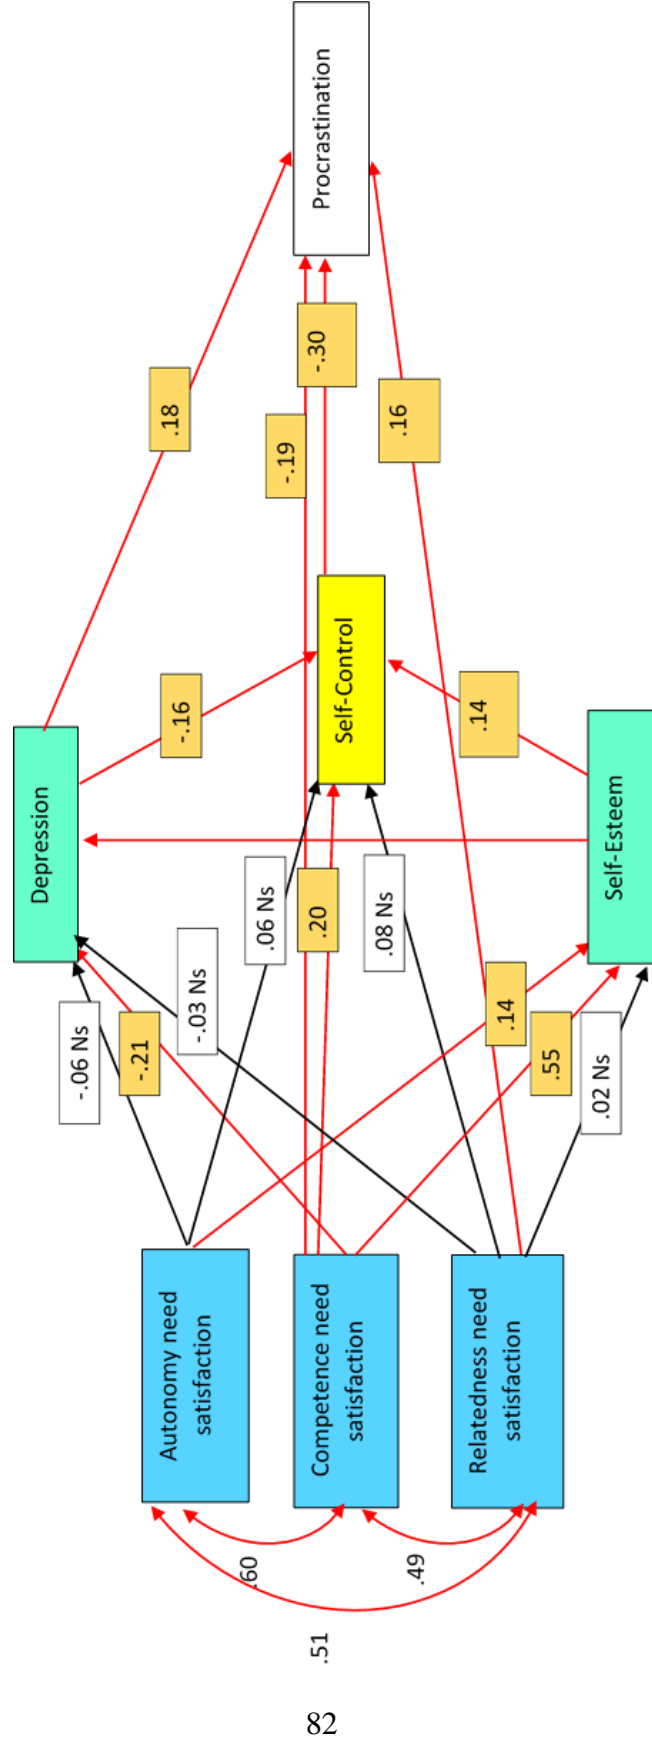 Depression
Procrastination
.18
-.16
-.06 Ns
-.21
-.03 Ns
.06 Ns
-.19
-.30
Autonomy need
satisfaction
Self-Control
.20
Competence need
satisfaction
.08 Ns
.16
.14
Relatedness need
satisfaction
.14
.55
.02 Ns
Self-Esteem
.60
.49
.51
82